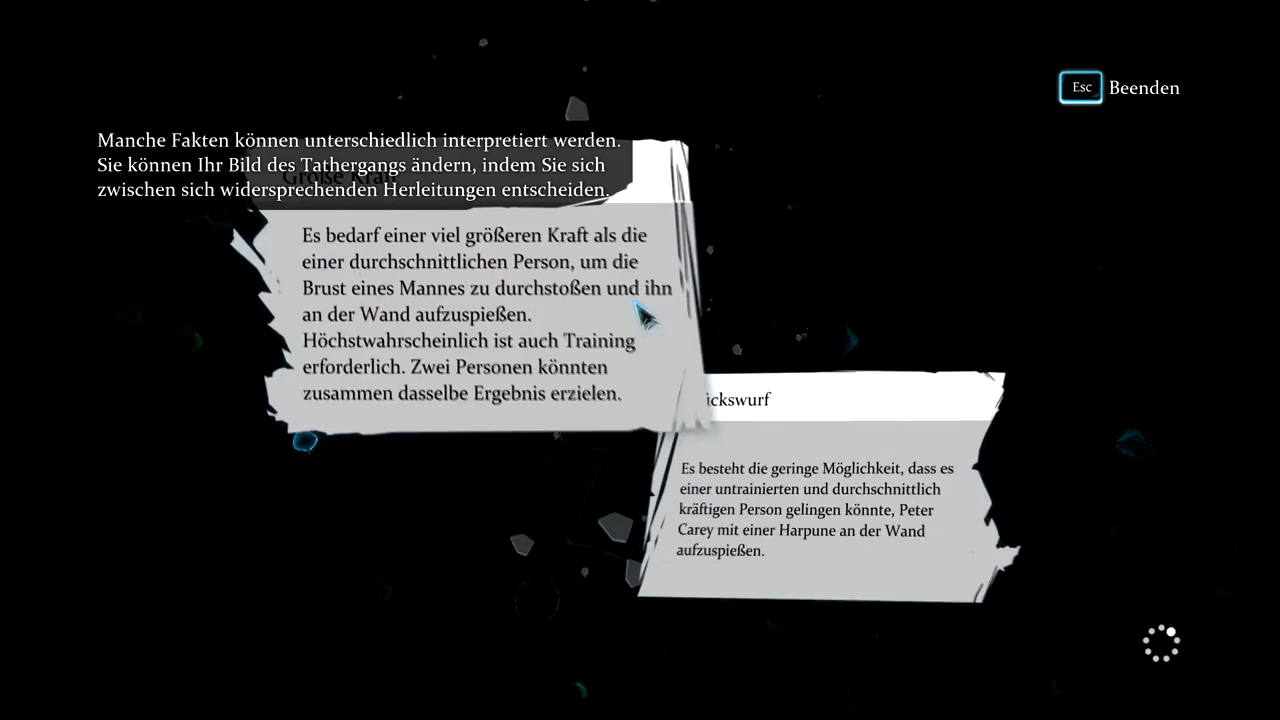 Esc Beenden
Manche Fakten können unterschiedlich interpretiert werden.
Sie können Ihr Bild des Tathergangs ändern, indem Sie sich
zwischen sich widersprechenden Herleitungen entscheiden.
Große Kraft
Es bedarf einer viel größeren Kraft als die
einer durchschnittlichen Person, um die
Brust eines Mannes zu durchstoßen und ihn
an der Wand aufzuspießen.
Höchstwahrscheinlich ist auch Training
erforderlich. Zwei Personen könnten
zusammen dasselbe Ergebnis erzielen.
ickswurf
Es besteht die geringe Möglichkeit, dass es
einer untrainierten und durchschnittlich
kräftigen Person gelingen könnte, Peter
Carey mit einer Harpune an der Wand
aufzuspießen.